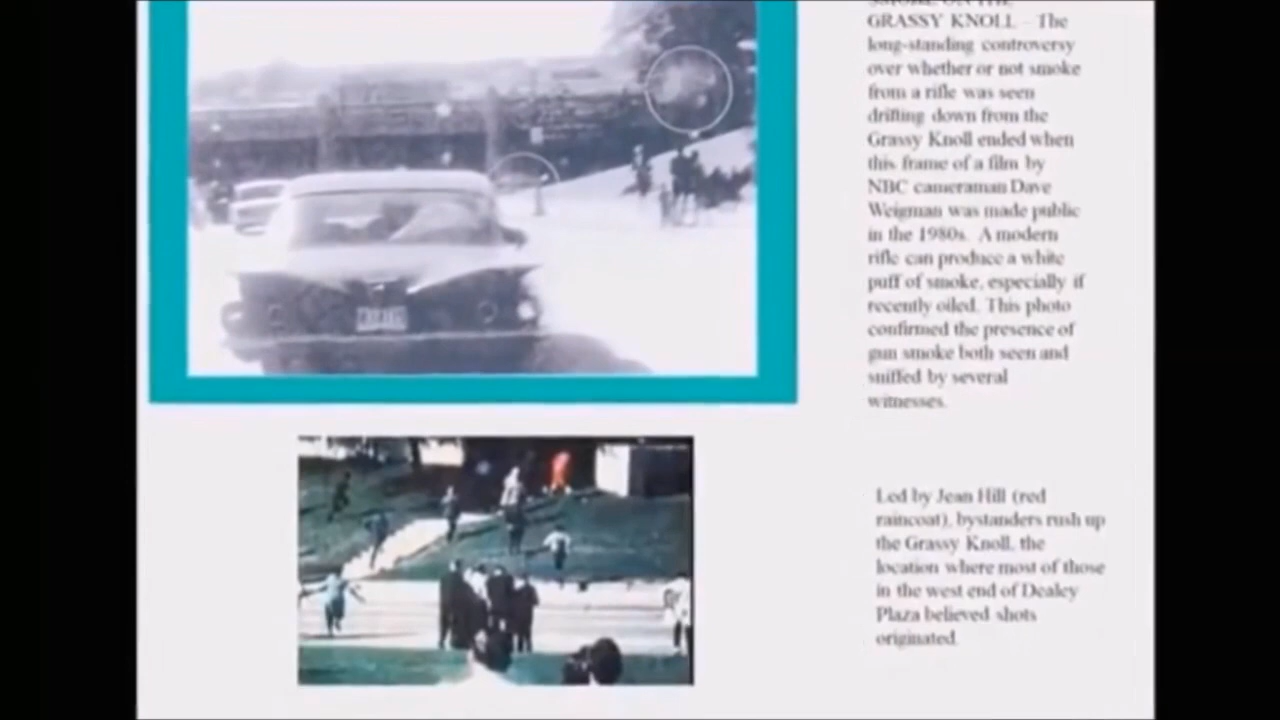 SMOKE ON THE
GRASSY KNOLL - The
long-standing controversy
over whether or not smoke
from a rifle was seen
drifting down from the
Grassy Knoll ended when
this frame of a film by
NBC cameraman Dave
Weigman was made public
in the 1980s. A modern
rifle can produce a white
puff of smoke, especially if
recently oiled. This photo
confirmed the presence of
gun smoke both seen and
sniffed by several
witnesses.
Led by Jean Hill (red
raincoat), bystanders rush up
the Grassy Knoll, the
location where most of those
in the west end of Dealey
Plaza believed shots
originated.